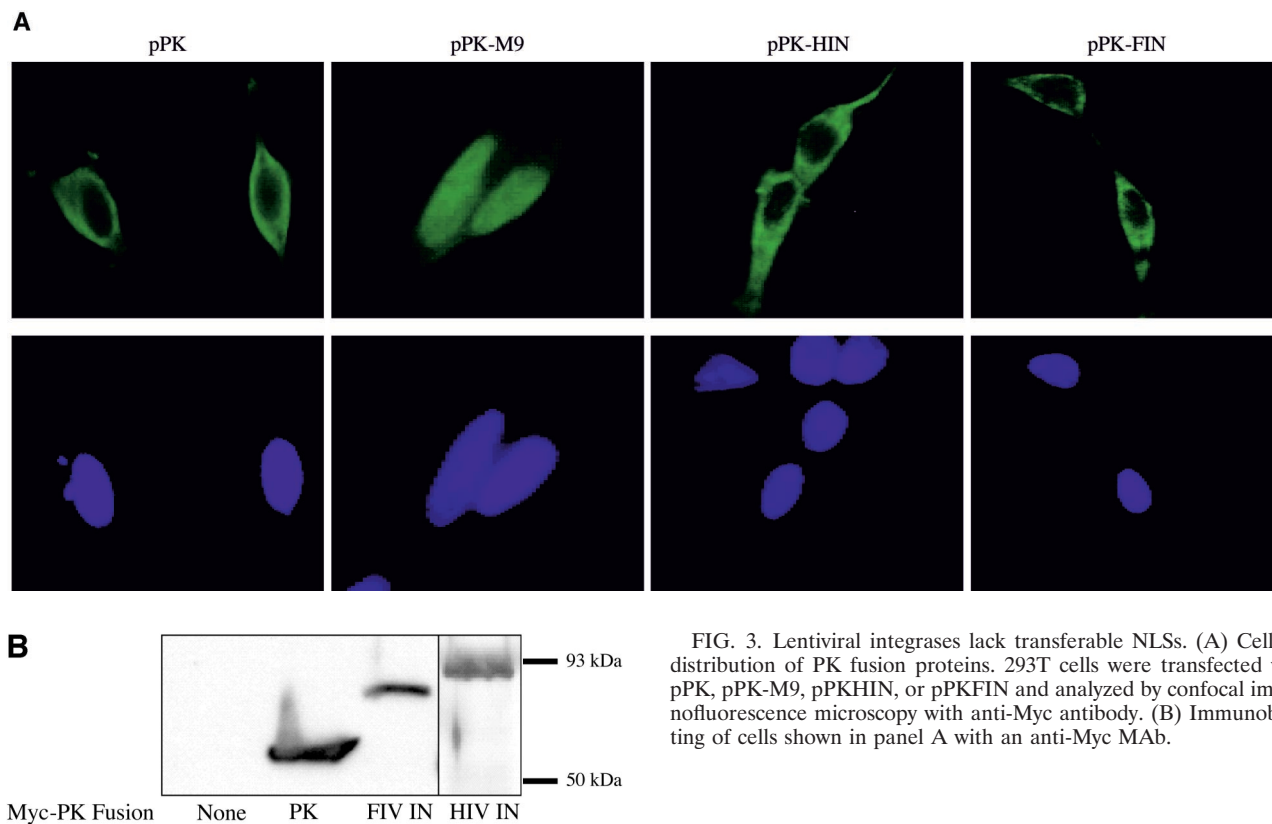 A
pPK pPK-M9 pPK-HIN pPK-FIN
B
93 kDa
50 kDa
Myc-PK Fusion None PK FIV IN HIV IN
FIG. 3. Lentiviral integrases lack transferable NLSs. (A) Cell
distribution of PK fusion proteins. 293T cells were transfected
pPK, pPK-M9, pPKHIN, or pPKFIN and analyzed by confocal im
nofluorescence microscopy with anti-Myc antibody. (B) Immunob
ting of cells shown in panel A with an anti-Myc MAb.